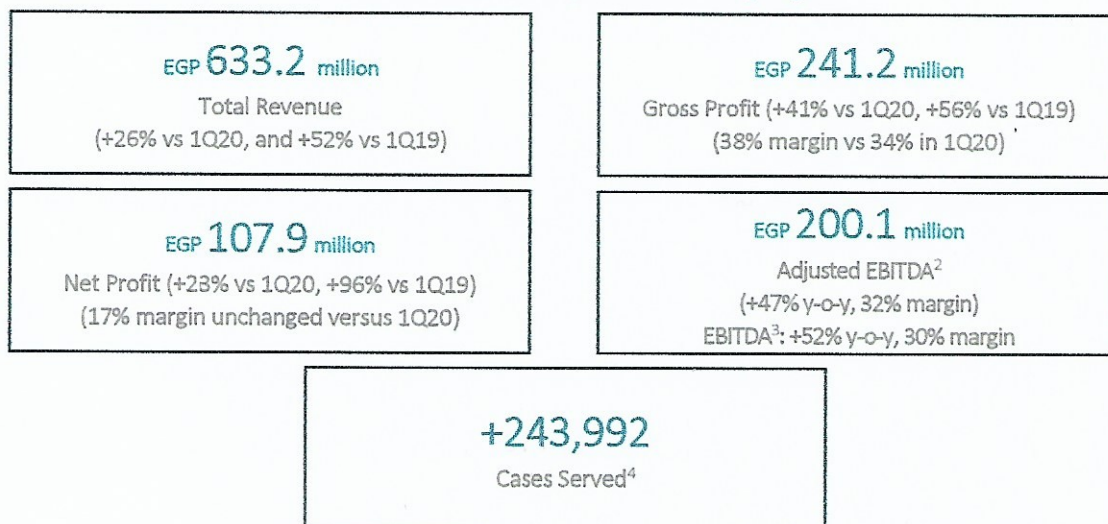 EGP 633.2 million
Total Revenue
(+26% vs 1Q20, and +52% vs 1Q19)
EGP 241.2 million
Gross Profit (+41% vs 1Q20, +56% vs 1Q19)
(38% margin vs 34% in 1Q20)
EGP 107.9 million
Net Profit (+23% vs 1Q20, +96% vs 1Q19)
(17% margin unchanged versus 1Q20)
EGP 200.1 million
Adjusted EBITDA²
(+47% y-o-y, 32% margin)
EBITDA³: +52% y-o-y, 30% margin
+243,992
Cases Served⁴